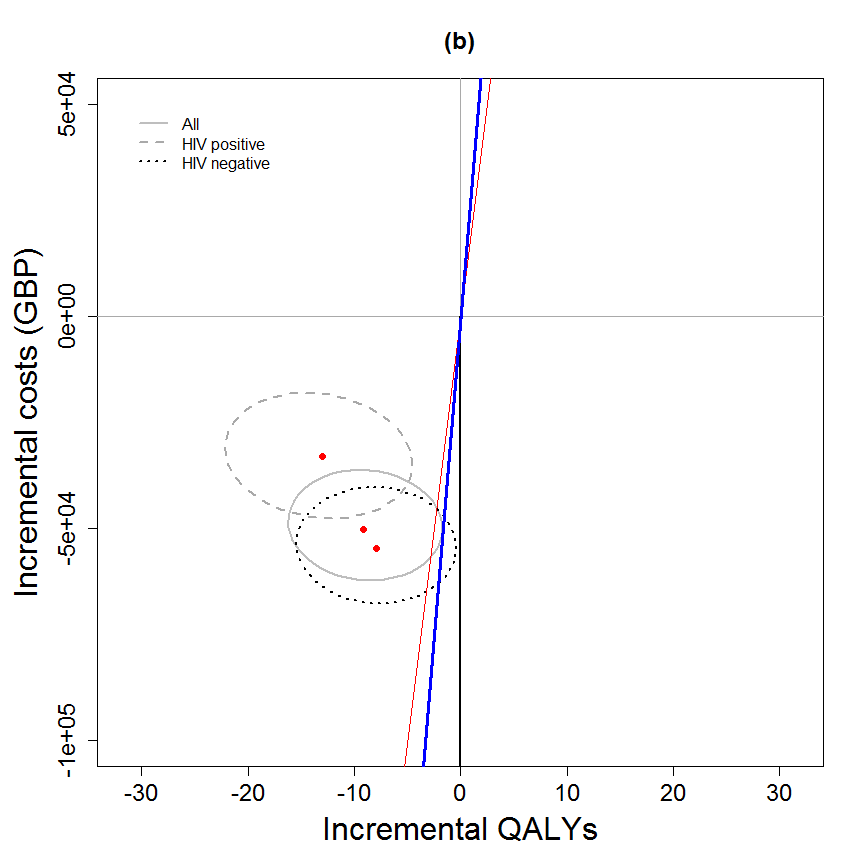 (b)
All
HIV positive
HIV negative
Incremental costs (GBP)
5e+04
0e+00
-5e+04
-1e+05
-30 -20 -10 0 10 20 30
Incremental QALYs